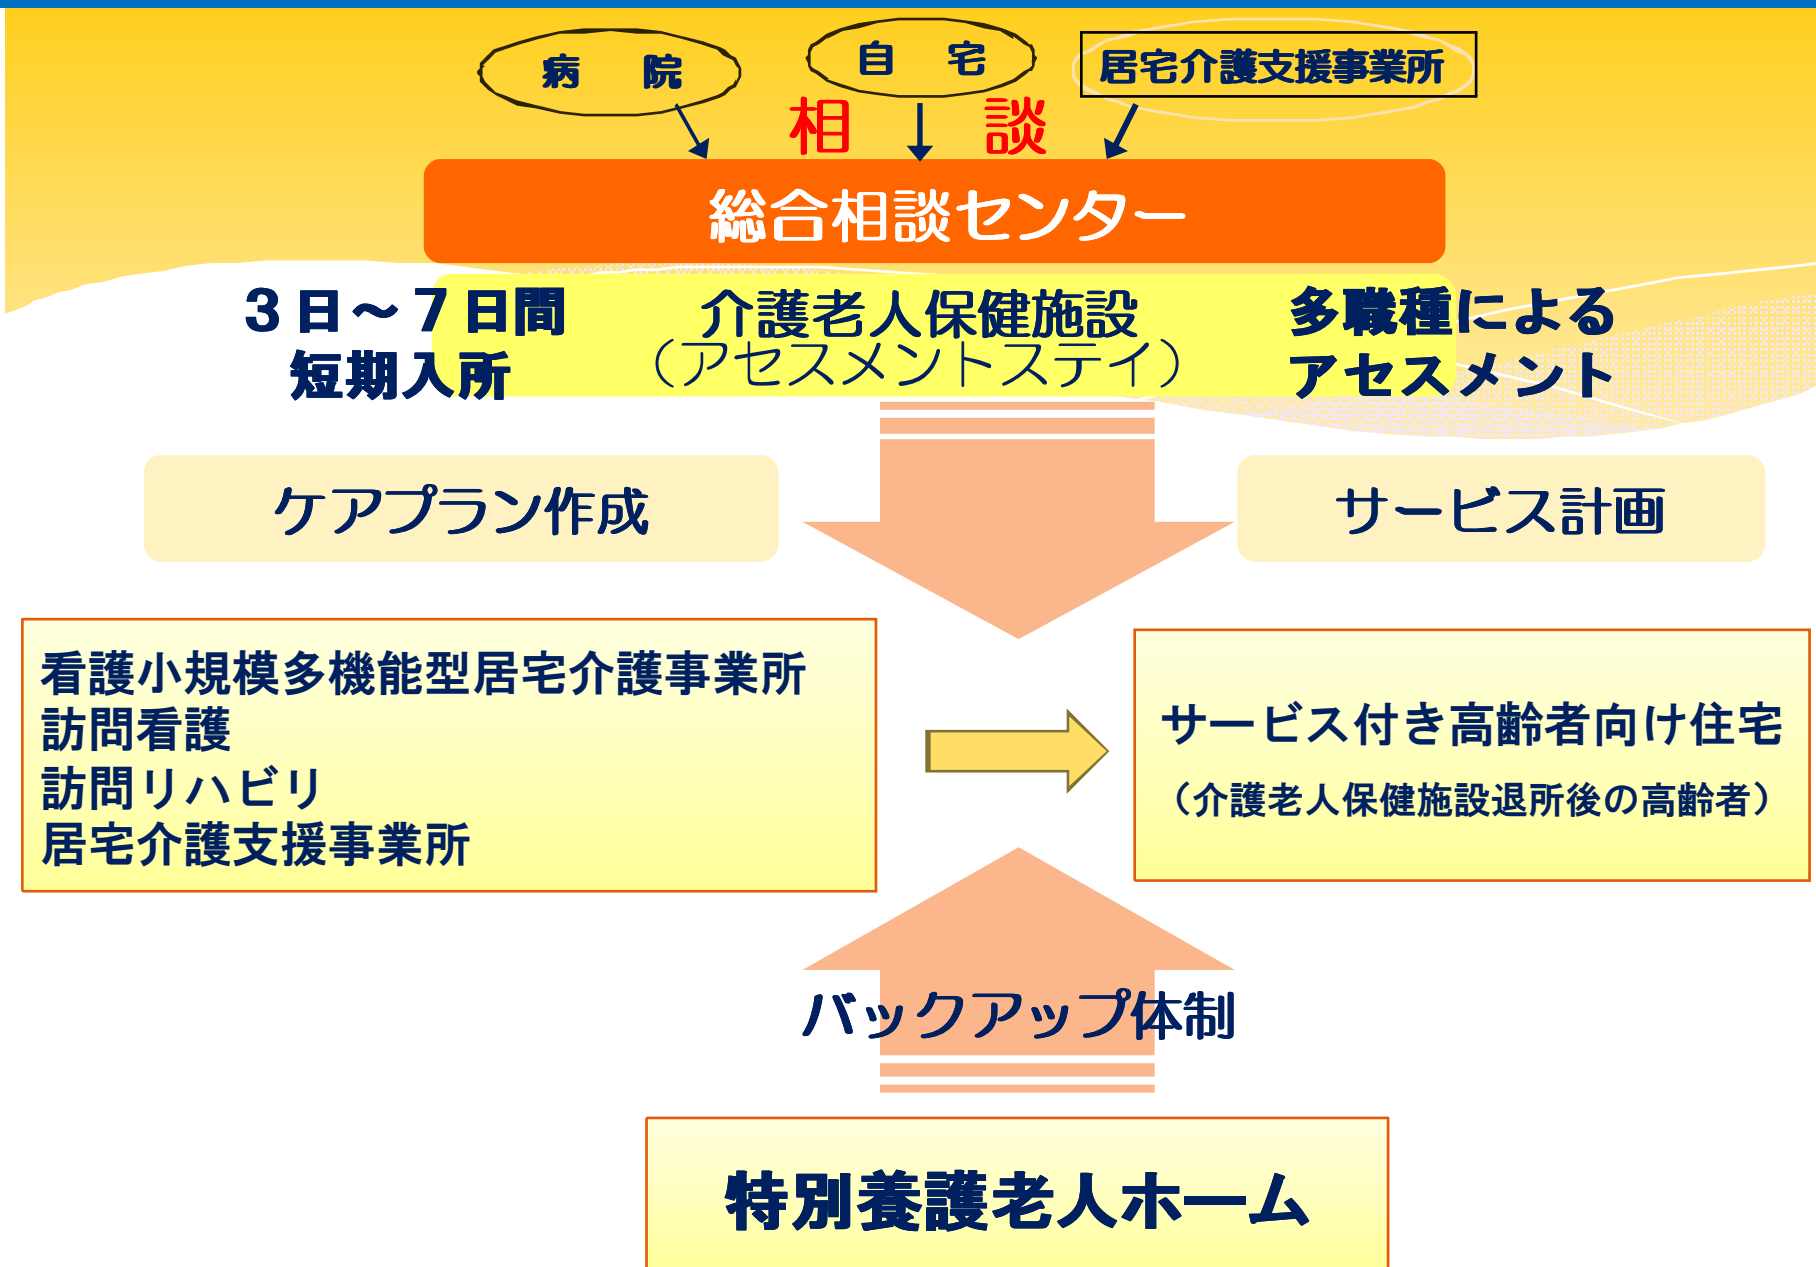 病　院
自　宅
居宅介護支援事業所
相　談
総合相談センター
３日～７日間
短期入所
介護老人保健施設
（アセスメントステイ）
多職種による
アセスメント
ケアプラン作成
サービス計画
看護小規模多機能型居宅介護事業所
訪問看護
訪問リハビリ
居宅介護支援事業所
サービス付き高齢者向け住宅
（介護老人保健施設退所後の高齢者）
バックアップ体制
特別養護老人ホーム